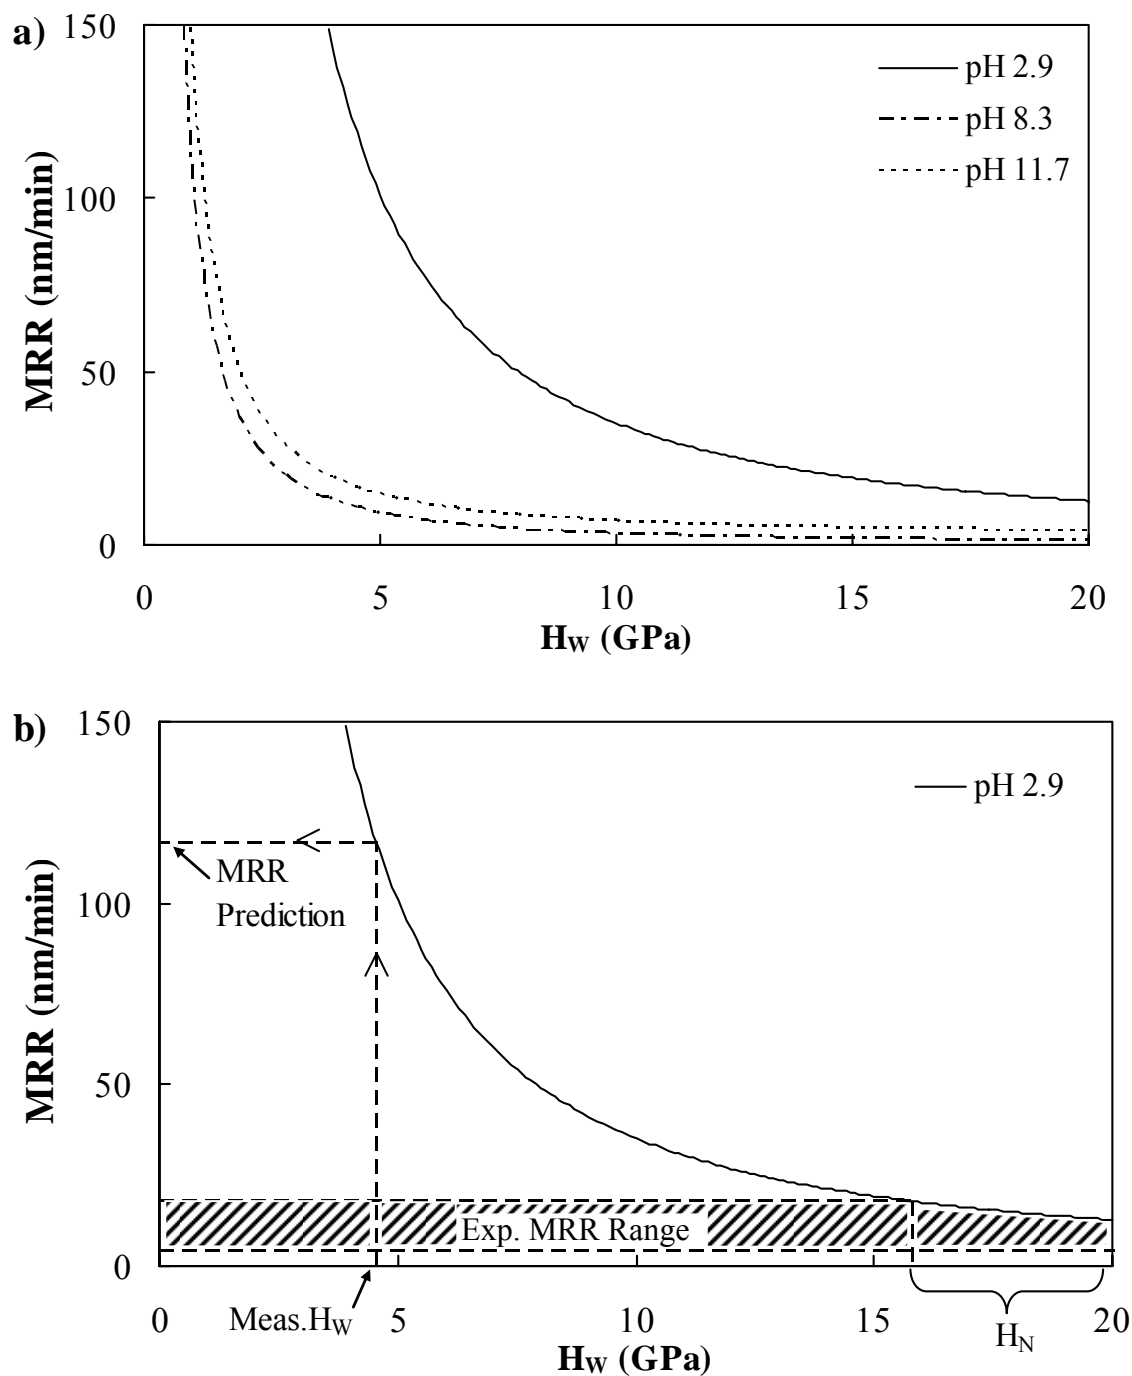 a)
150
100
50
0
MRR (nm/min)
pH 2.9
pH 8.3
pH 11.7
0 5 10 15 20
HW (GPa)
b)
150
100
50
0
MRR (nm/min)
pH 2.9
MRR
Prediction
Exp. MRR Range
Meas.HW
HN
0 5 10 15 20
HW (GPa)